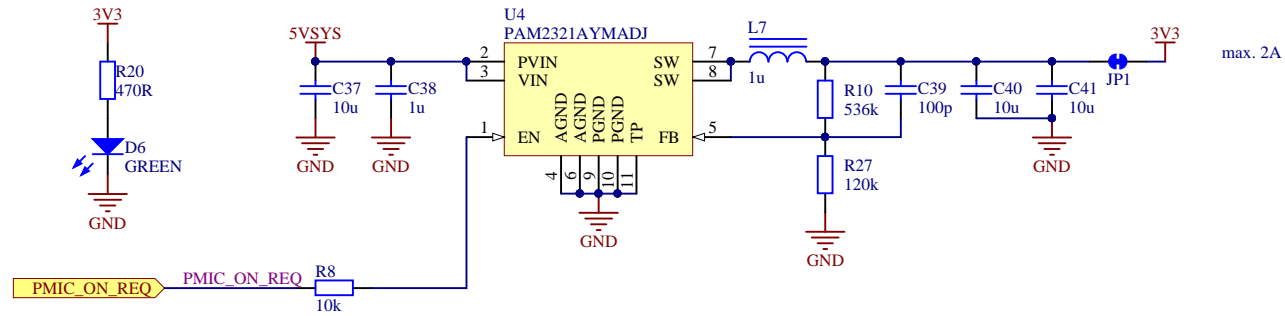 3V3
R20
470R
D6
GREEN
GND
5VSYS
C37
10u
C38
1u
GND
GND
U4
PAM2321AYMADJ
2
PVIN
3
VIN
1
EN
SW
7
SW
8
FB
5
AGND
AGND
PGND
PGND
TP
4
6
9
10
11
GND
L7
1u
R10
536k
C39
100p
C40
10u
C41
10u
JP1
3V3
max. 2A
GND
R27
120k
GND
PMIC_ON_REQ
PMIC_ON_REQ
R8
10k